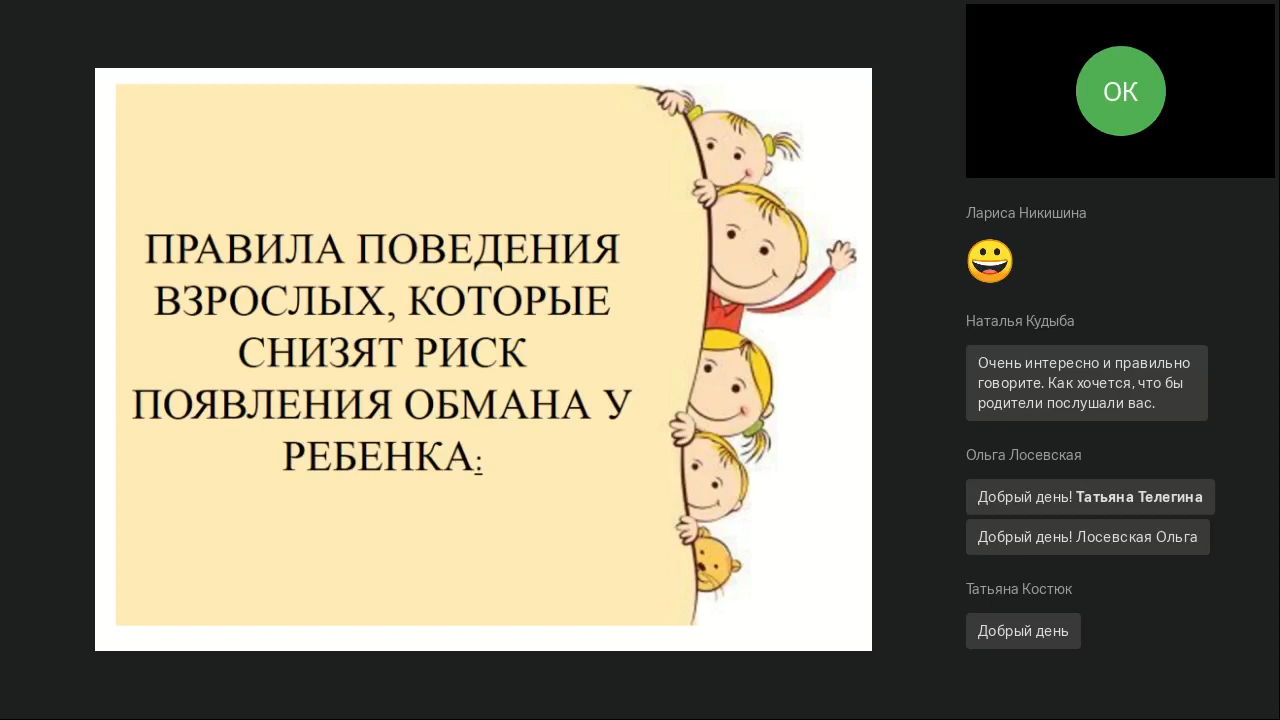 ПРАВИЛА ПОВЕДЕНИЯ
ВЗРОСЛЫХ, КОТОРЫЕ
СНИЗЯТ РИСК
ПОЯВЛЕНИЯ ОБМАНА У
РЕБЕНКА:
ОК
Лариса Никишина
Наталья Кудыба
Очень интересно и правильно
говорите. Как хочется, что бы
родители послушали вас.
Ольга Лосевская
Добрый день! Татьяна Телегина
Добрый день! Лосевская Ольга
Татьяна Костюк
Добрый день